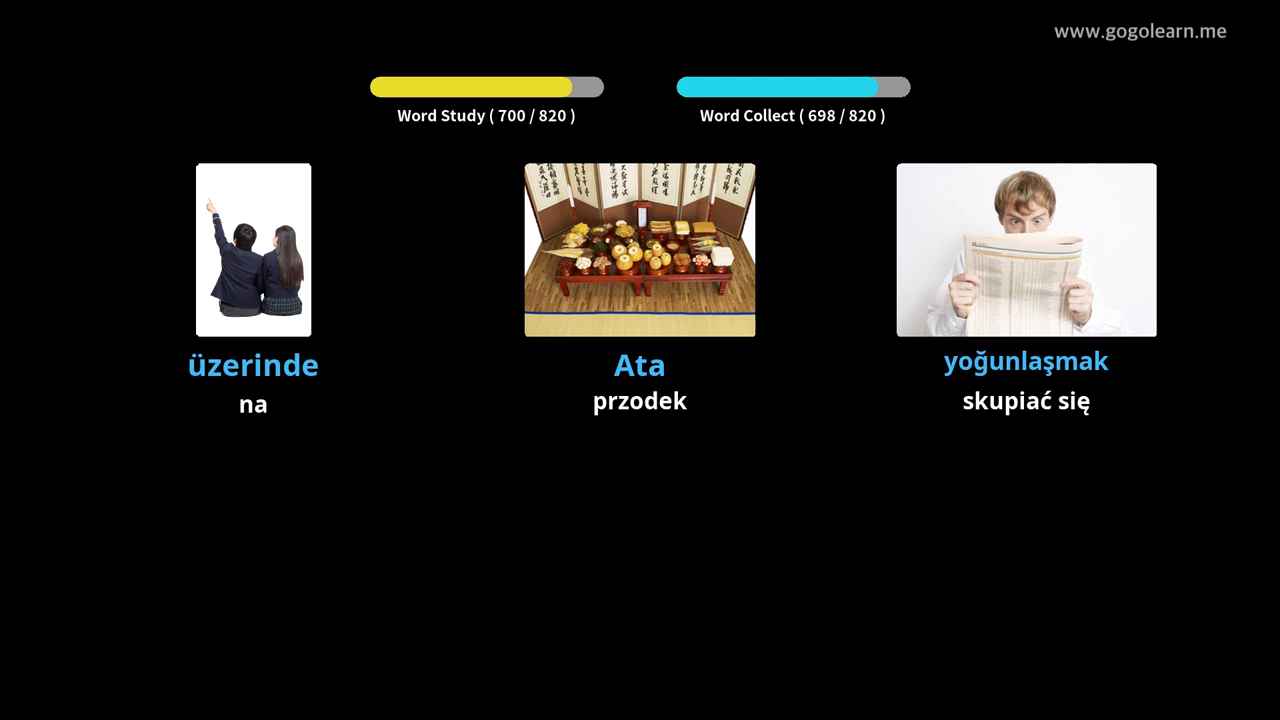 www.gogolearn.me
Word Study ( 700 / 820 )
Word Collect ( 698 / 820 )
üzerinde
na
Ata
przodek
yoğunlaşmak
skupiać się